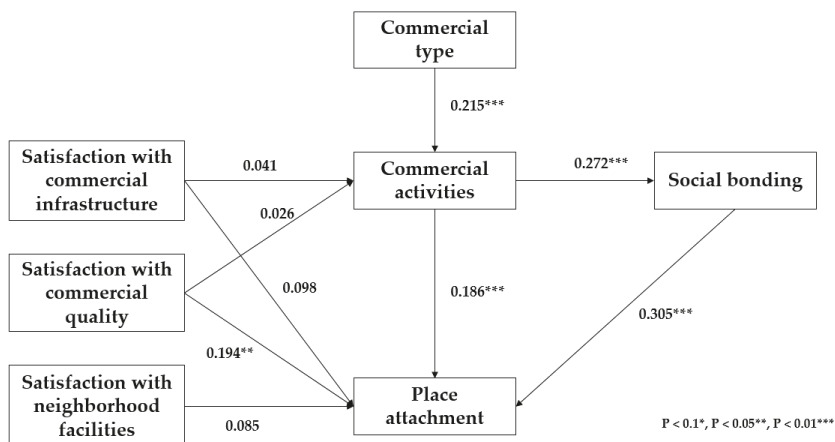 Commercial
type
0.215***
Satisfaction with
commercial
infrastructure
0.041
Commercial
activities
0.272***
Social bonding
0.026
Satisfaction with
commercial
quality
0.098
0.186***
0.305***
0.194**
Satisfaction with
neighborhood
facilities
0.085
Place
attachment
P < 0.1*, P < 0.05**, P < 0.01***